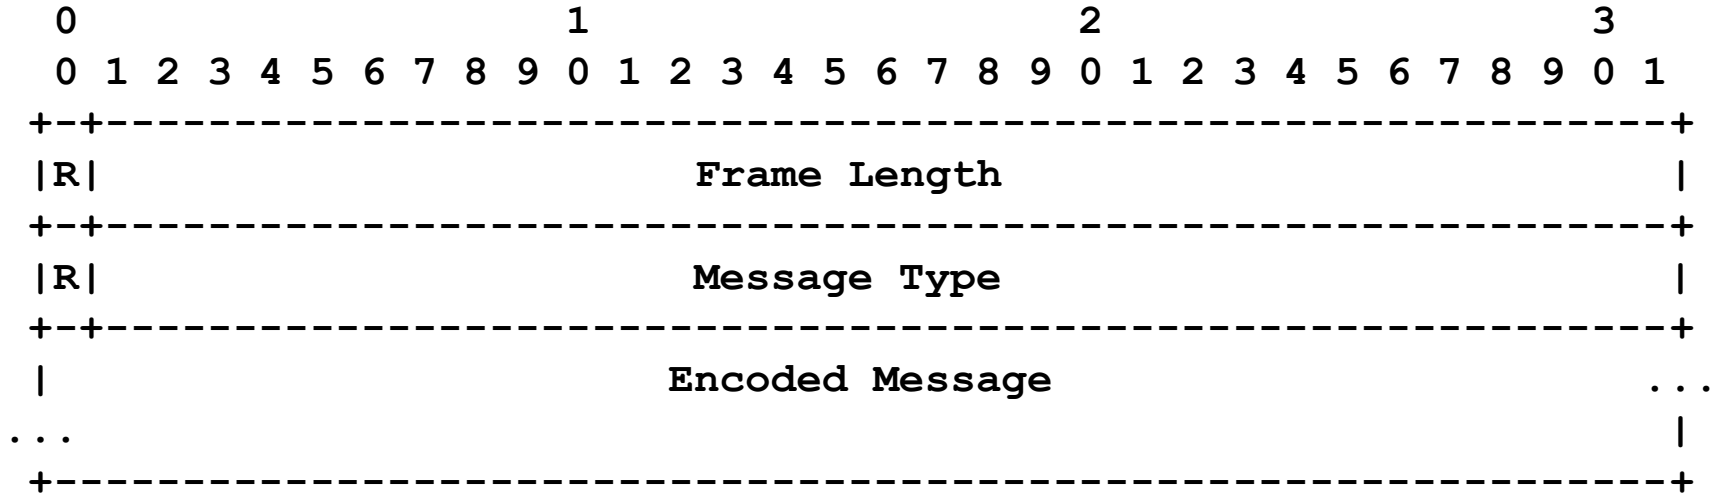 0                   1                   2                   3
0 1 2 3 4 5 6 7 8 9 0 1 2 3 4 5 6 7 8 9 0 1 2 3 4 5 6 7 8 9 0 1
+-+-------------------------------------------------------------+
|R|                       Frame Length                          |
+-+-------------------------------------------------------------+
|R|                       Message Type                          |
+-+-------------------------------------------------------------+
|                        Encoded Message                       ...
...                                                             |
+---------------------------------------------------------------+